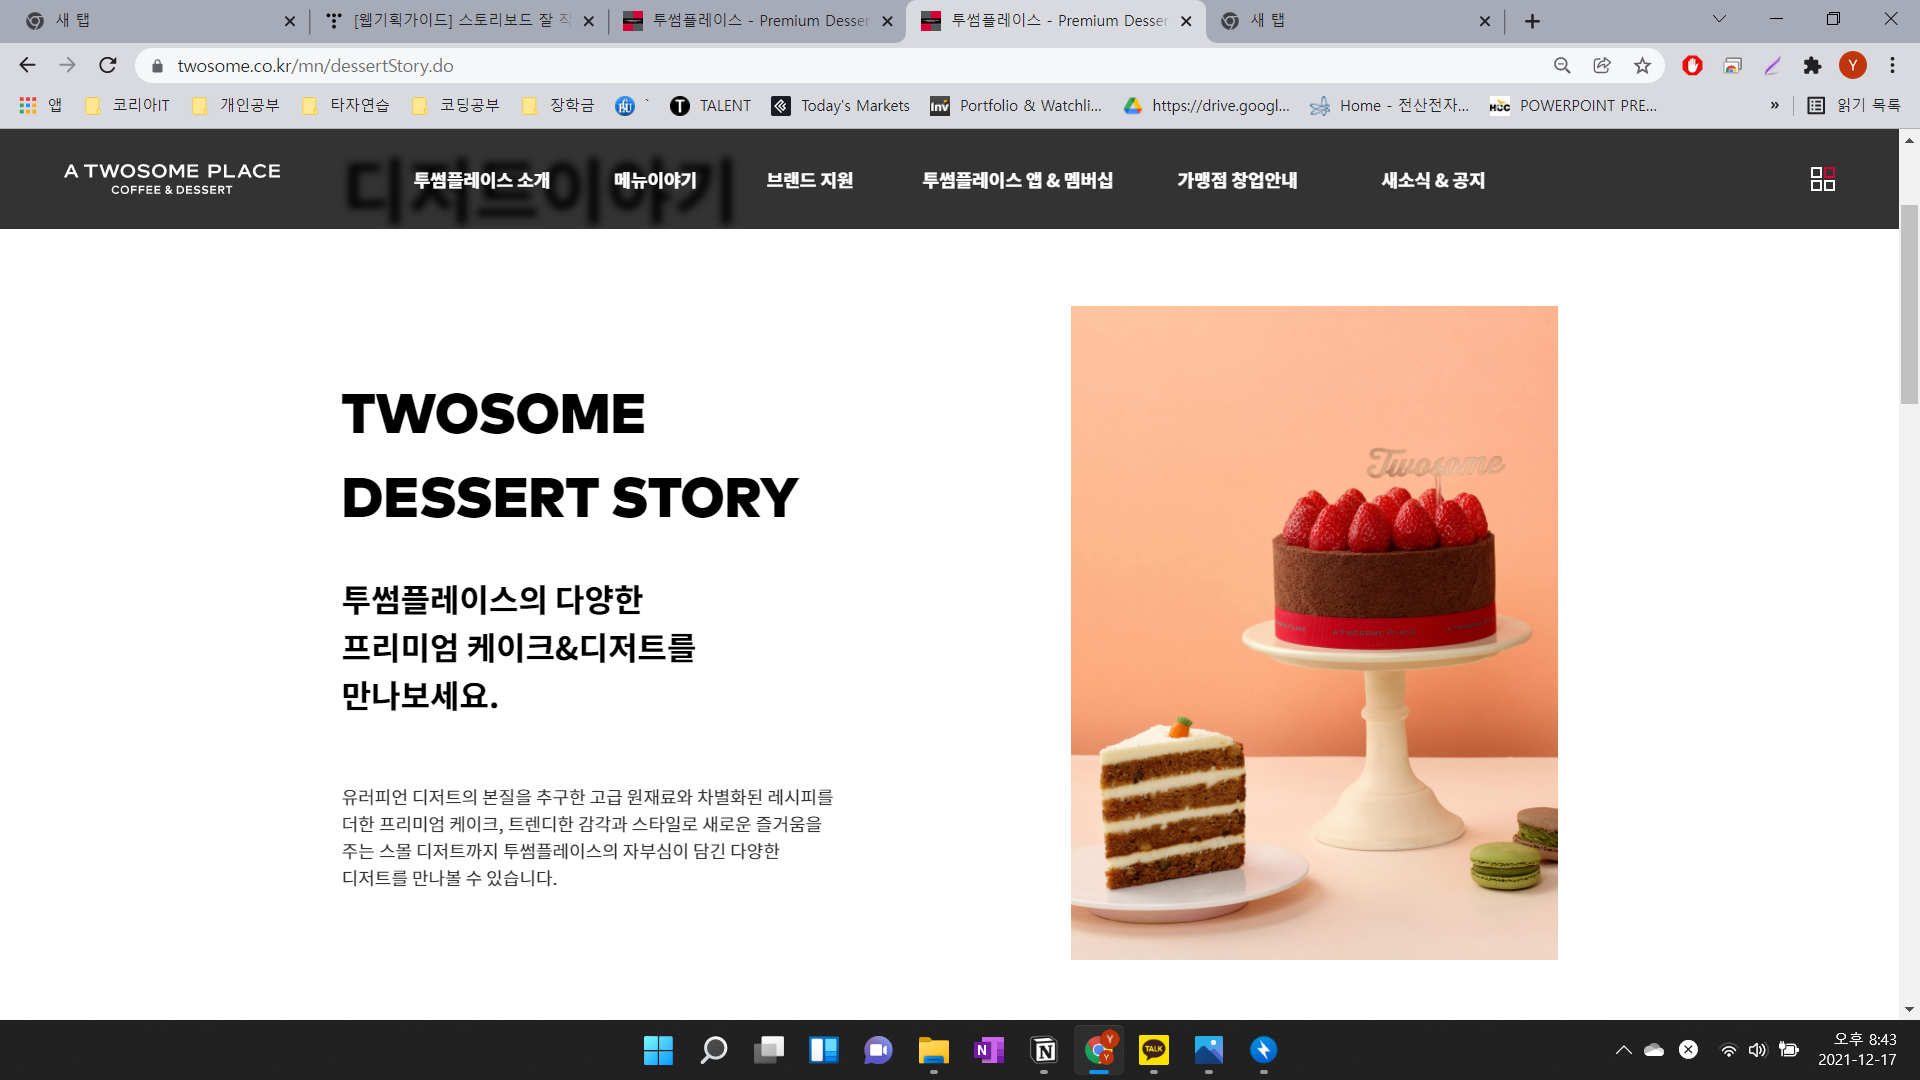 새 탭
[웹기획가이드] 스토리보드 잘 작
투썸플레이스 - Premium Desser
투썸플레이스 - Premium Desser
새 탭
twosome.co.kr/mn/dessertStory.do
Y
앱
코리아IT
개인공부
타자연습
코딩공부
장학금
`
TALENT
Today's Markets
Inv
Portfolio & Watchli...
https://drive.googl...
Home - 전산전자...
POWERPOINT PRE...
»
읽기 목록
A TWOSOME PLACE
COFFEE & DESSERT
디저트이야기
투썸플레이스 소개
메뉴이야기
브랜드 지원
투썸플레이스 앱 & 멤버십
가맹점 창업안내
새소식 & 공지
TWOSOME
DESSERT STORY
투썸플레이스의 다양한
프리미엄 케이크&디저트를
만나보세요.
유러피언 디저트의 본질을 추구한 고급 원재료와 차별화된 레시피를
더한 프리미엄 케이크, 트렌디한 감각과 스타일로 새로운 즐거움을
주는 스몰 디저트까지 투썸플레이스의 자부심이 담긴 다양한
디저트를 만나볼 수 있습니다.
Twosome
A TWOSOME PLACE
TALK
오후 8:43
2021-12-17